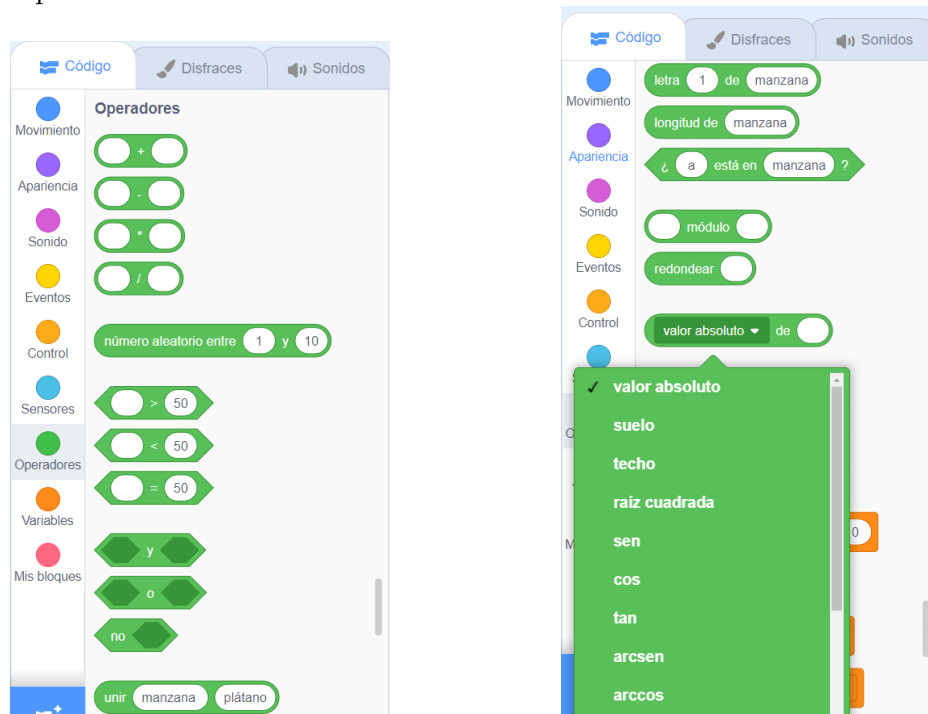 Código Disfraces Sonidos
Movimiento
Apariencia
Sonido
Eventos
Control
Sensores
Operadores
Variables
Mis bloques
Operadores
+
-
*
/
número aleatorio entre 1 y 10
> 50
< 50
= 50
y
o
no
unir manzana plátano
Código Disfraces Sonidos
Movimiento
Apariencia
Sonido
Eventos
Control
letra 1 de manzana
longitud de manzana
¿ a está en manzana ?
módulo
redondear
valor absoluto de
✓ valor absoluto
suelo
techo
raíz cuadrada
sen
cos
tan
arcsen
arccos